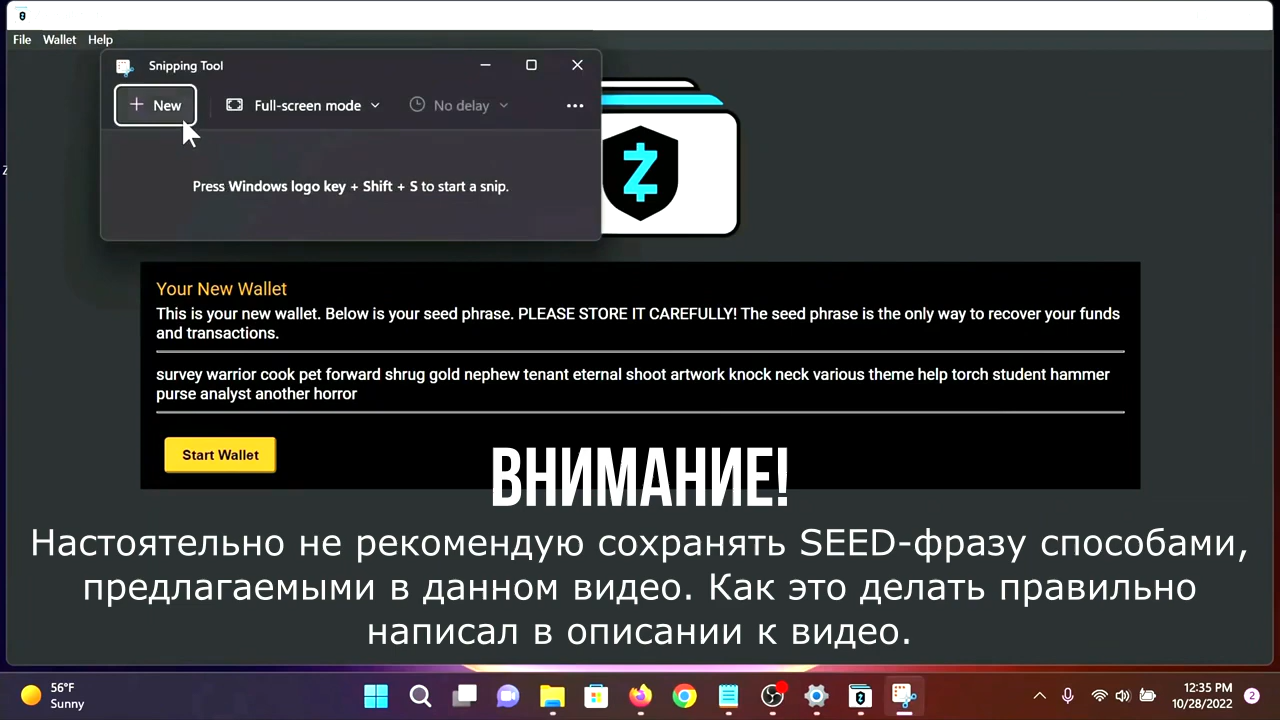 File Wallet Help
Snipping Tool
New Full-screen mode No delay
Press Windows logo key + Shift + S to start a snip.
Your New Wallet
This is your new wallet. Below is your seed phrase. PLEASE STORE IT CAREFULLY! The seed phrase is the only way to recover your funds
and transactions.
survey warrior cook pet forward shrug gold nephew tenant eternal shoot artwork knock neck various theme help torch student hammer
purse analyst another horror
Start Wallet
ВНИМАНИЕ!
Настоятельно не рекомендую сохранять SEED-фразу способами,
предлагаемыми в данном видео. Как это делать правильно
написал в описании к видео.
56°F
Sunny
12:35 PM
10/28/2022
2